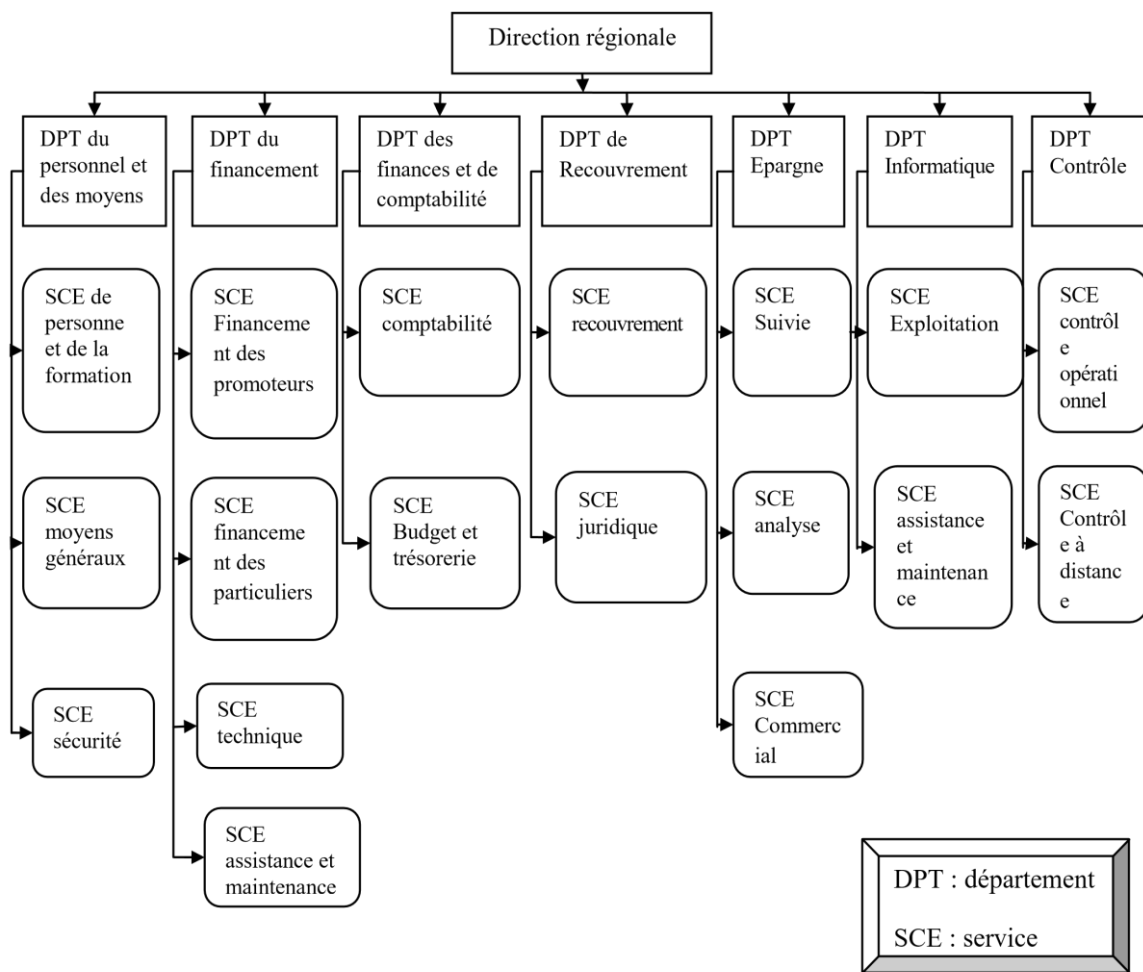 Direction régionale
DPT du
personnel et
des moyens
DPT du
financement
DPT des
finances et de
comptabilité
DPT de
Recouvrement
DPT
Epargne
DPT
Informatique
DPT
Contrôle
SCE de
personne
et de la
formation
SCE
Financeme
nt des
promoteurs
SCE
comptabilité
SCE
recouvrement
SCE
Suivie
SCE
Exploitation
SCE
contrôl
e
opérati
onnel
SCE
moyens
généraux
SCE
financeme
nt des
particuliers
SCE
Budget et
trésorerie
SCE
juridique
SCE
analyse
SCE
assistance
et
maintenan
ce
SCE
Contrôl
e à
distanc
e
SCE
sécurité
SCE
technique
SCE
Commerc
ial
SCE
assistance et
maintenance
DPT : département
SCE : service